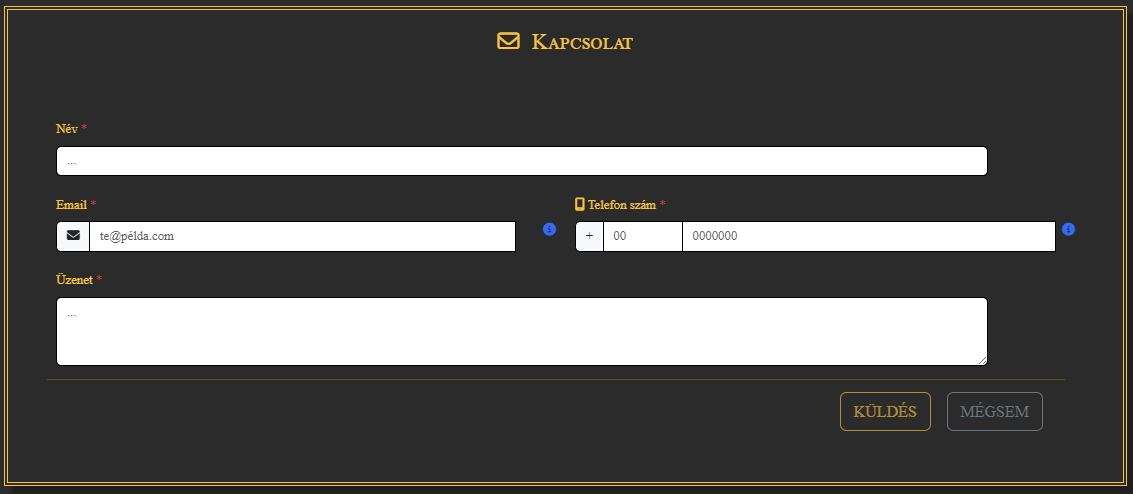 Kapcsolat
Név *
...
Email *
Telefon szám *
te@példa.com
+ 00 0000000
Üzenet *
...
KÜLDÉS MÉGSEM